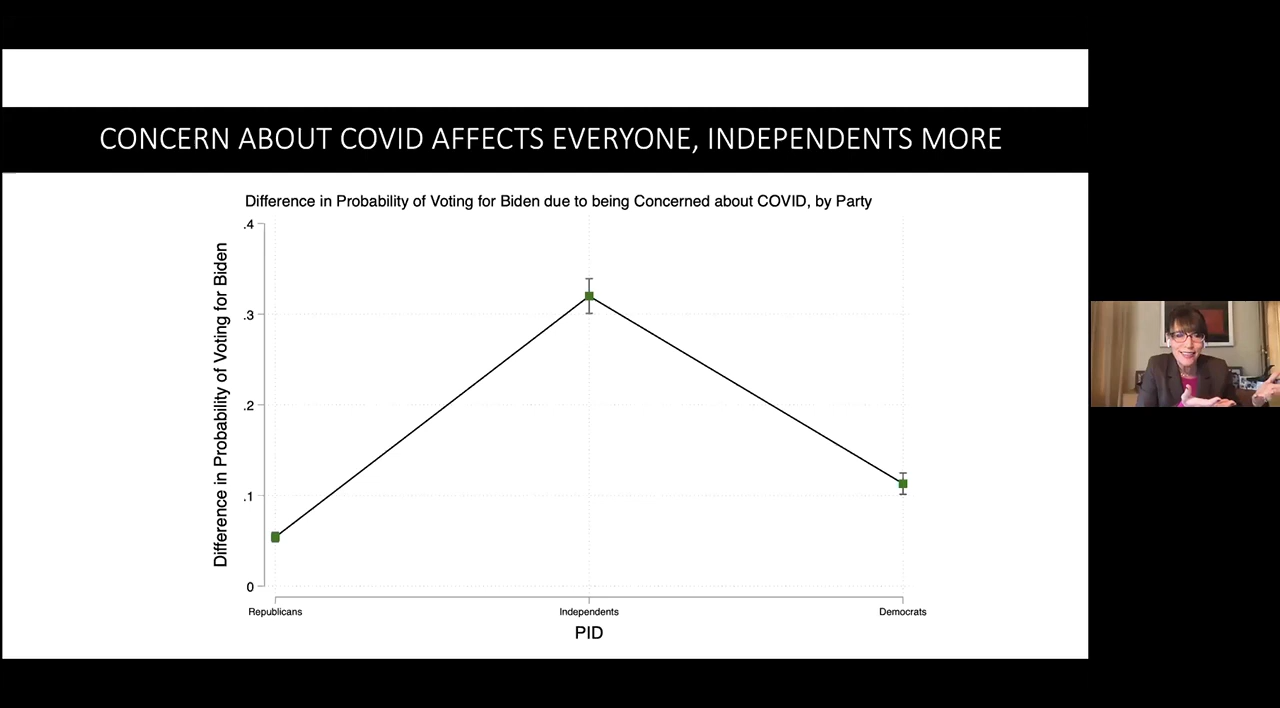 CONCERN ABOUT COVID AFFECTS EVERYONE, INDEPENDENTS MORE
Difference in Probability of Voting for Biden due to being Concerned about COVID, by Party
Difference in Probability of Voting for Biden
.4
.3
.2
.1
0
Republicans
Independents
Democrats
PID